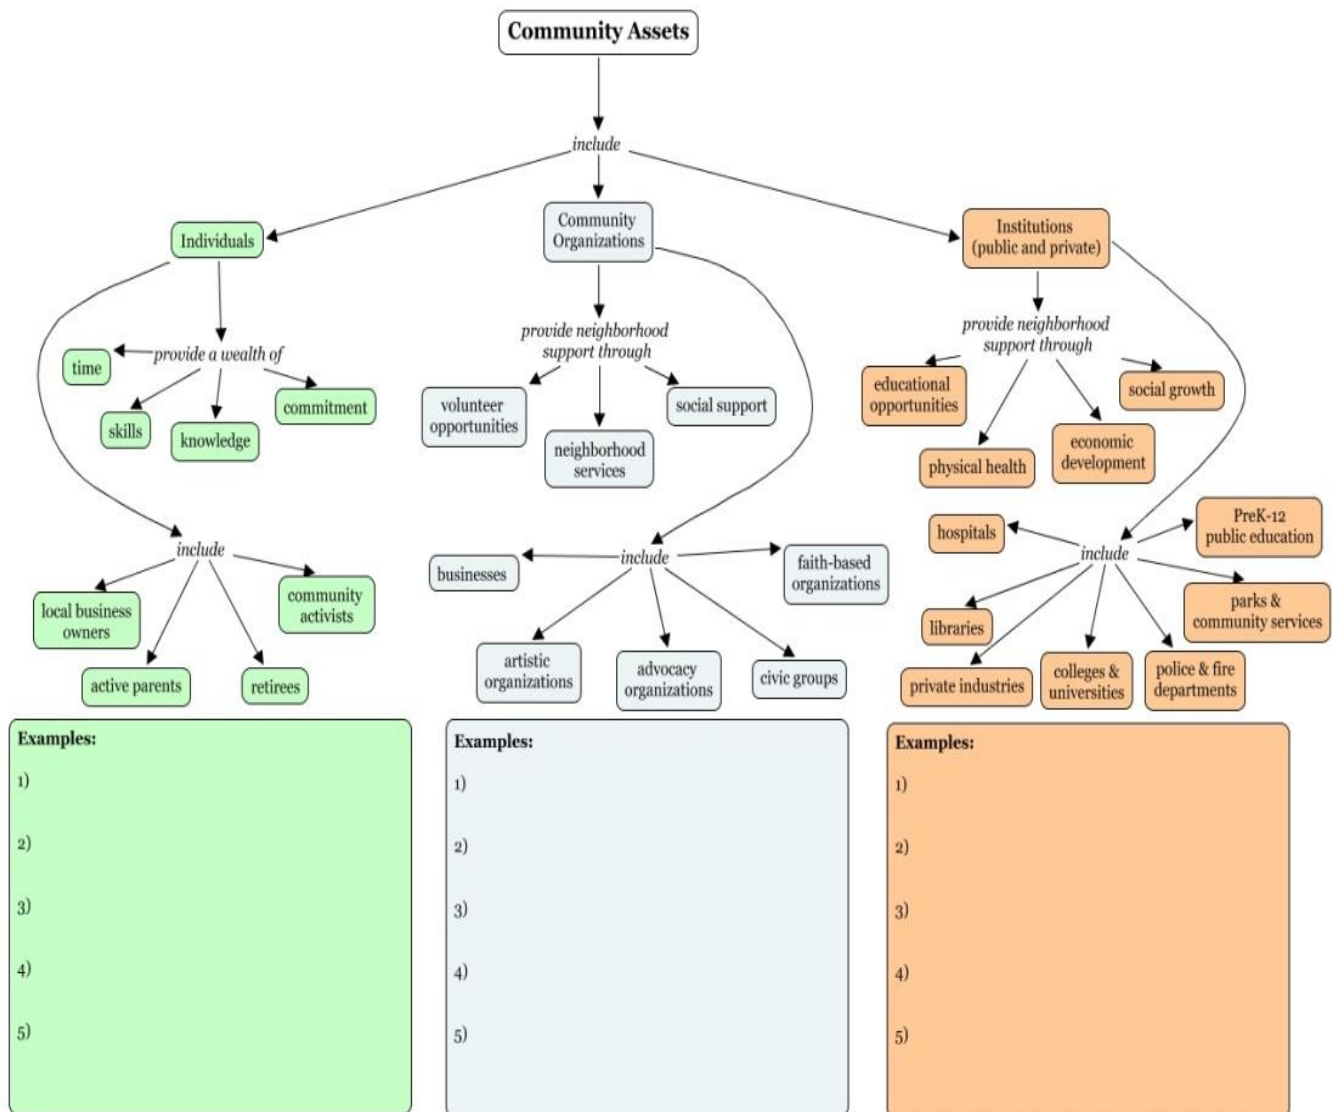 Community Assets
include
Individuals
Community
Organizations
Institutions
(public and private)
provide a wealth of
time
skills
knowledge
commitment
provide neighborhood
support through
volunteer
opportunities
neighborhood
services
social support
provide neighborhood
support through
educational
opportunities
physical health
economic
development
social growth
include
local business
owners
active parents
retirees
community
activists
include
businesses
artistic
organizations
advocacy
organizations
civic groups
faith-based
organizations
include
hospitals
libraries
private industries
colleges &
universities
police & fire
departments
parks &
community services
PreK-12
public education
Examples:
1)
2)
3)
4)
5)
Examples:
1)
2)
3)
4)
5)
Examples:
1)
2)
3)
4)
5)